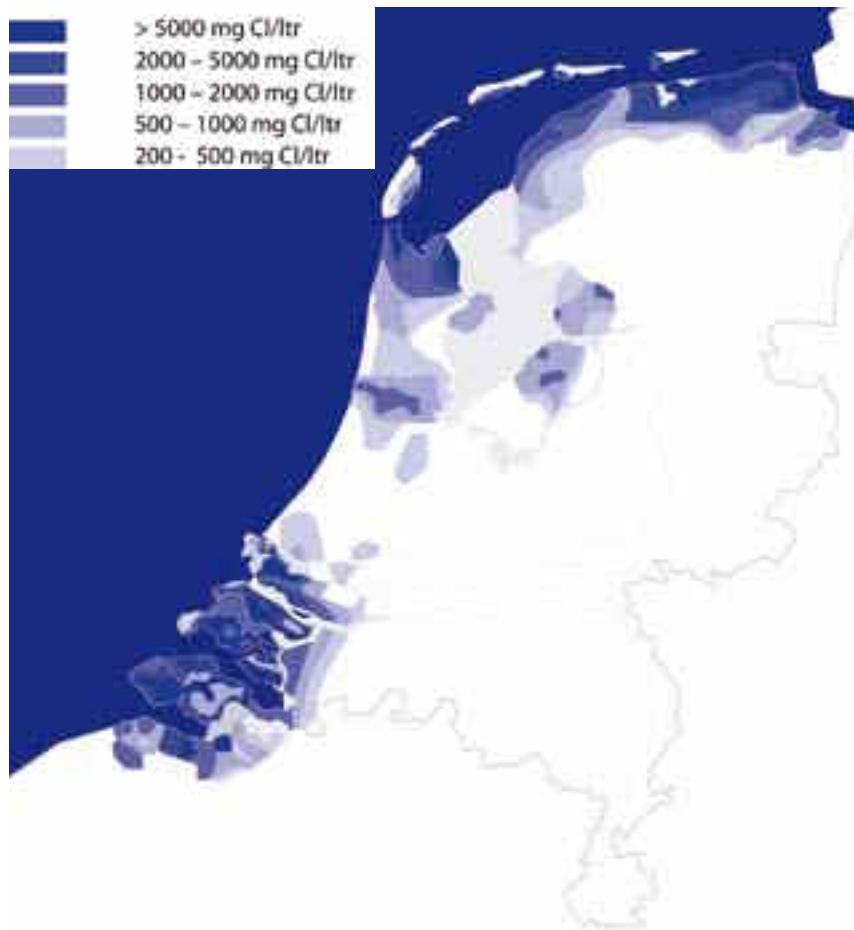 > 5000 mg Cl/ltr
2000 – 5000 mg Cl/ltr
1000 – 2000 mg Cl/ltr
500 – 1000 mg Cl/ltr
200 - 500 mg Cl/ltr